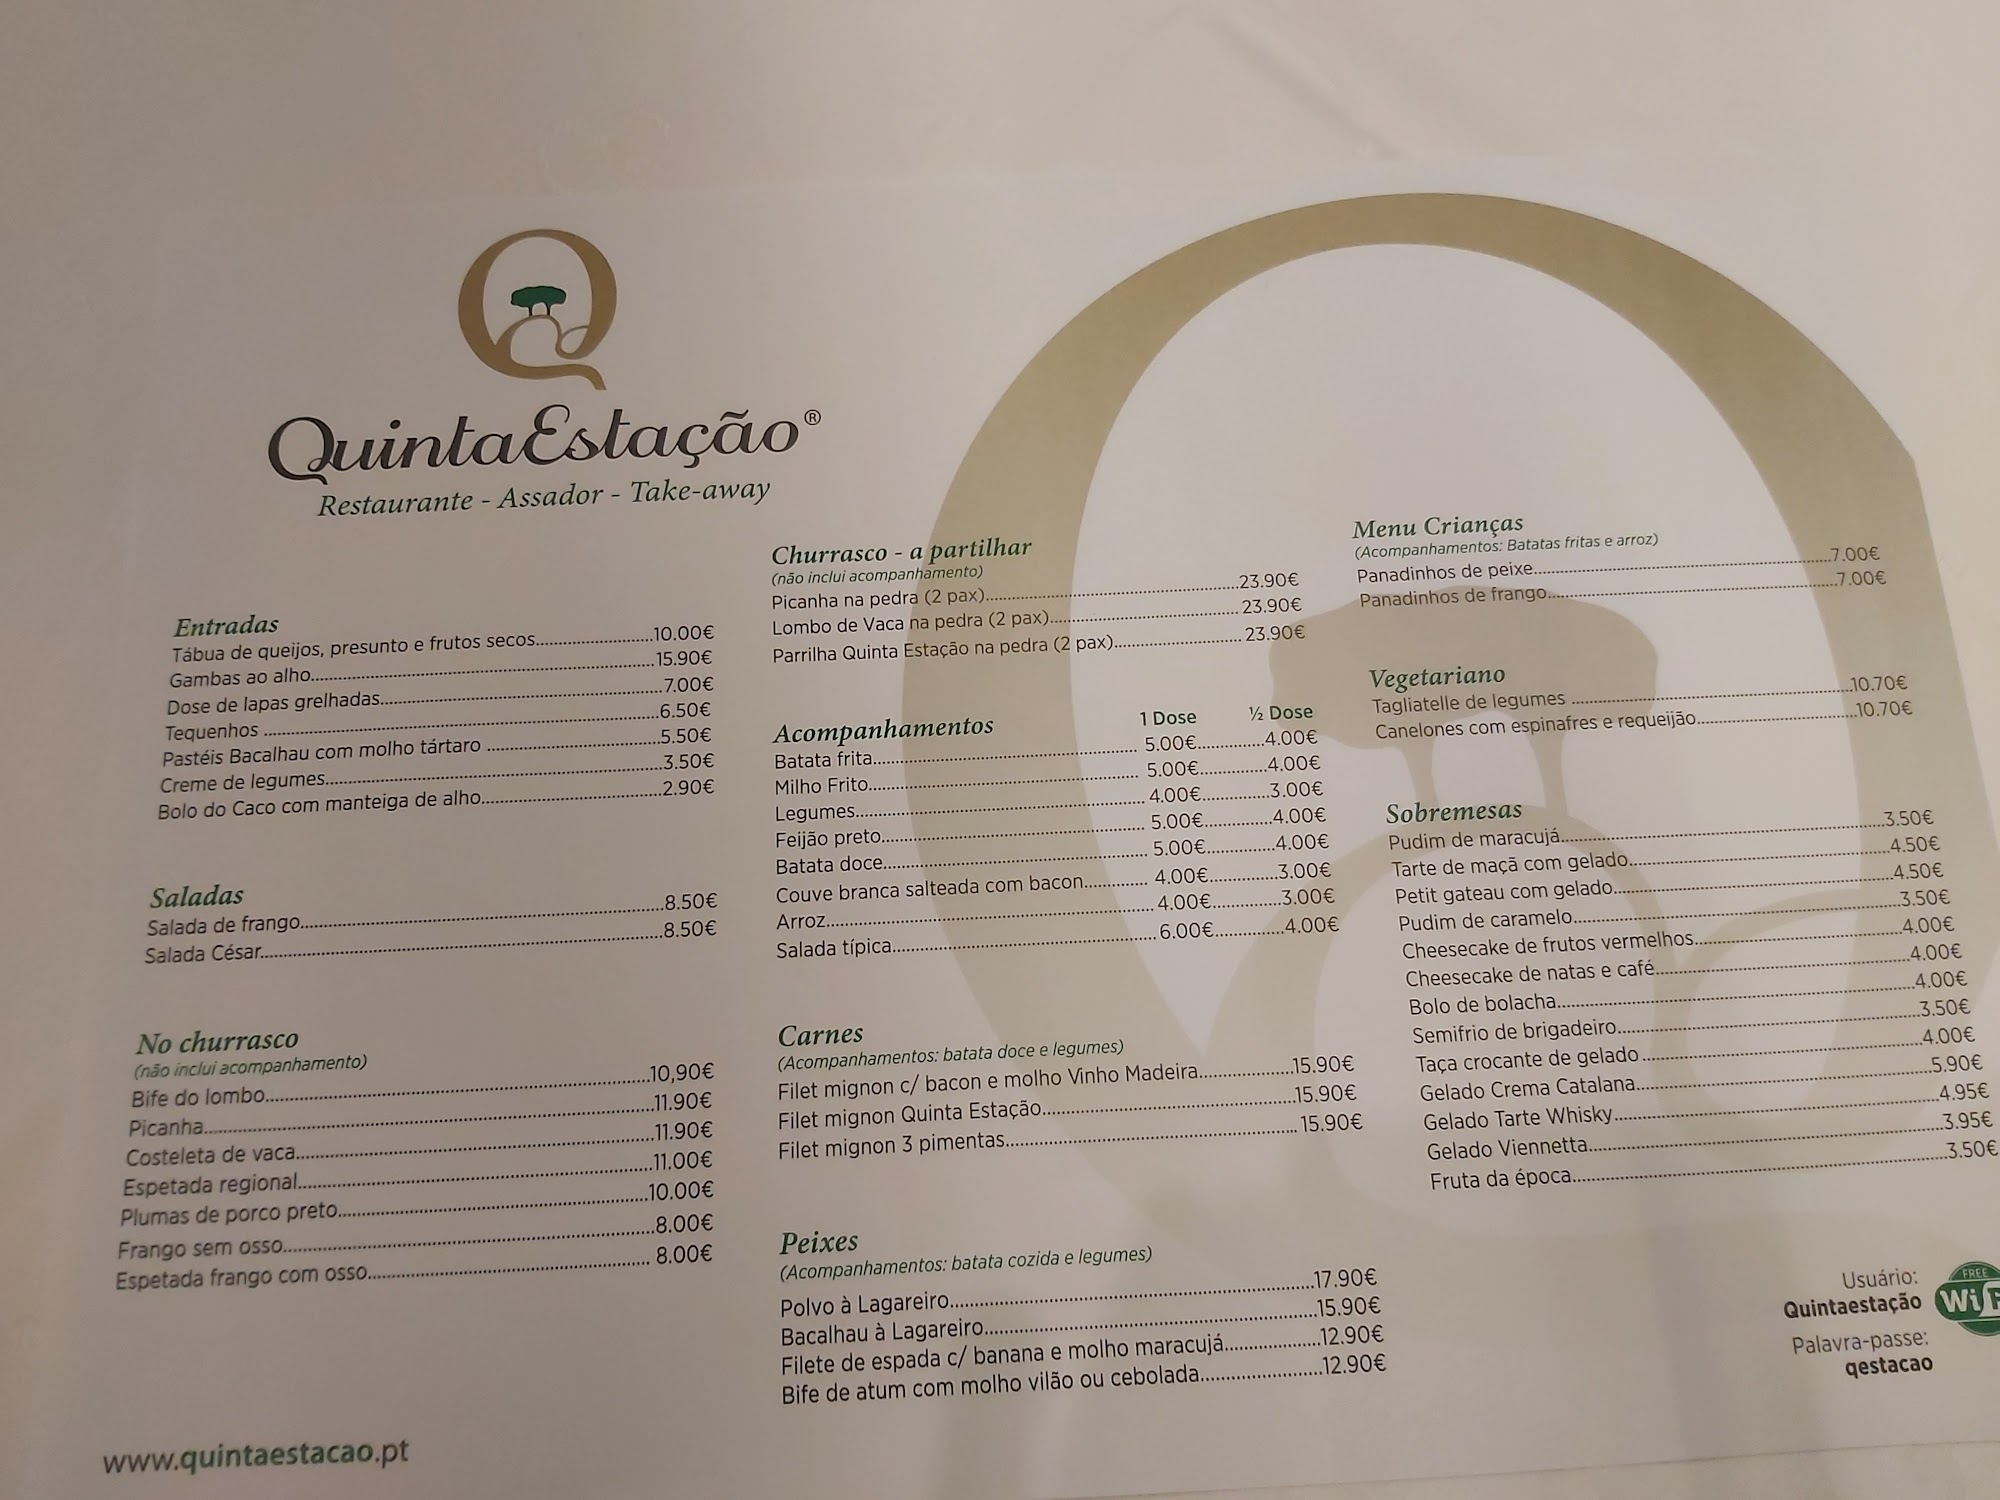 QuintaEstação®
Restaurante - Assador - Take-away
Entradas
Tábua de queijos, presunto e frutos secos 10.00€
Gambas ao alho 15.90€
Dose de lapas grelhadas 7.00€
Tequenhos 6.50€
Pastéis Bacalhau com molho tártaro 5.50€
Creme de legumes 3.50€
Bolo do Caco com manteiga de alho 2.90€
Saladas
Salada de frango 8.50€
Salada César 8.50€
No churrasco
(não inclui acompanhamento)
Bife do lombo 10,90€
Picanha 11.90€
Costeleta de vaca 11.90€
Espetada regional 11.00€
Plumas de porco preto 10.00€
Frango sem osso 8.00€
Espetada frango com osso 8.00€
www.quintaestacao.pt
Churrasco - a partilhar
(não inclui acompanhamento)
Picanha na pedra (2 pax) 23.90€
Lombo de Vaca na pedra (2 pax) 23.90€
Parrilha Quinta Estação na pedra (2 pax) 23.90€
Acompanhamentos 1 Dose ½ Dose
Batata frita 5.00€ 4.00€
Milho Frito 5.00€ 4.00€
Legumes 4.00€ 3.00€
Feijão preto 5.00€ 4.00€
Batata doce 5.00€ 4.00€
Couve branca salteada com bacon 4.00€ 3.00€
Arroz 4.00€ 3.00€
Salada típica 6.00€ 4.00€
Carnes
(Acompanhamentos: batata doce e legumes)
Filet mignon c/ bacon e molho Vinho Madeira 15.90€
Filet mignon Quinta Estação 15.90€
Filet mignon 3 pimentas 15.90€
Peixes
(Acompanhamentos: batata cozida e legumes)
Polvo à Lagareiro 17.90€
Bacalhau à Lagareiro 15.90€
Filete de espada c/ banana e molho maracujá 12.90€
Bife de atum com molho vilão ou cebolada 12.90€
Menu Crianças
(Acompanhamentos: Batatas fritas e arroz)
Panadinhos de peixe 7.00€
Panadinhos de frango 7.00€
Vegetariano
Tagliatelle de legumes 10.70€
Canelones com espinafres e requeijão 10.70€
Sobremesas
Pudim de maracujá 3.50€
Tarte de maçã com gelado 4.50€
Petit gateau com gelado 4.50€
Pudim de caramelo 3.50€
Cheesecake de frutos vermelhos 4.00€
Cheesecake de natas e café 4.00€
Bolo de bolacha 4.00€
Semifrio de brigadeiro 3.50€
Taça crocante de gelado 4.00€
Gelado Crema Catalana 5.90€
Gelado Tarte Whisky 4.95€
Gelado Viennetta 3.95€
Fruta da época 3.50€
Usuário:
Quintaestação
Palavra-passe:
qestacao
FREE
Wi F